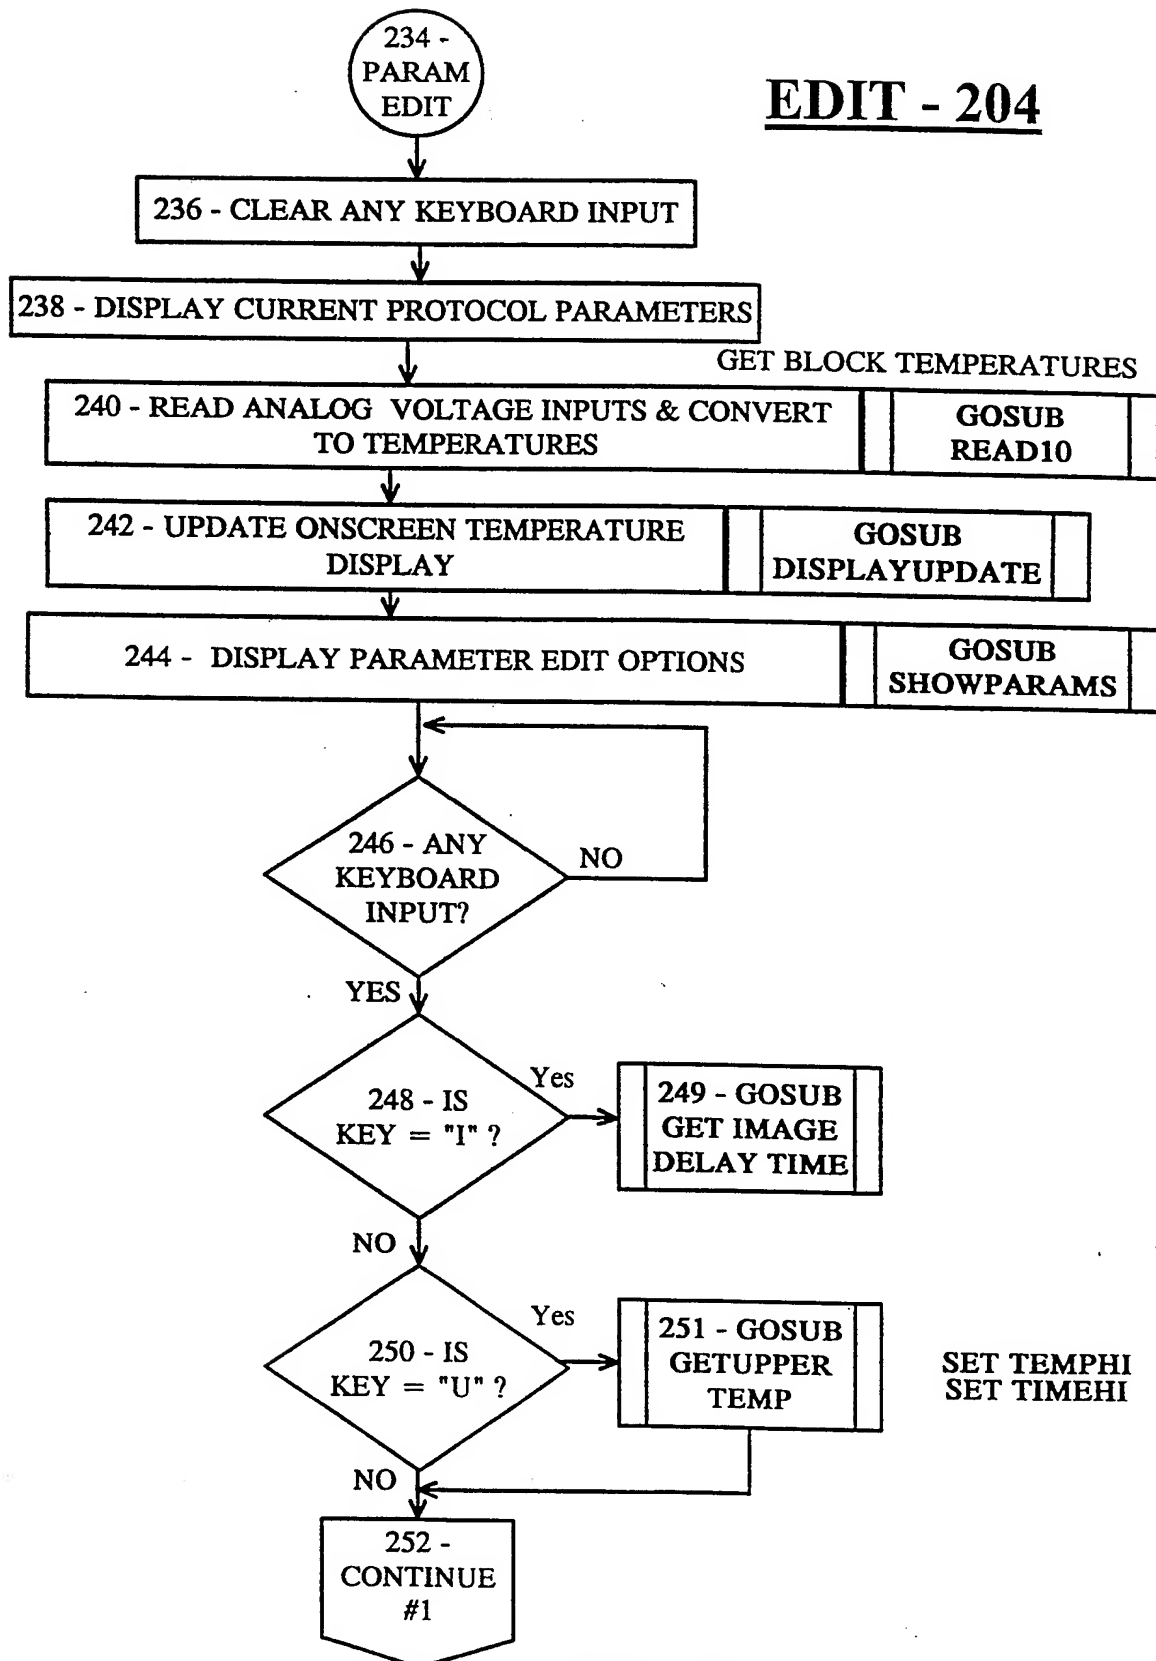 234 -
PARAM
EDIT
EDIT - 204
236 - CLEAR ANY KEYBOARD INPUT
238 - DISPLAY CURRENT PROTOCOL PARAMETERS
GET BLOCK TEMPERATURES
240 - READ ANALOG VOLTAGE INPUTS & CONVERT
TO TEMPERATURES
GOSUB
READ10
242 - UPDATE ONSCREEN TEMPERATURE
DISPLAY
GOSUB
DISPLAYUPDATE
244 - DISPLAY PARAMETER EDIT OPTIONS
GOSUB
SHOWPARAMS
246 - ANY
KEYBOARD
INPUT?
NO
YES
248 - IS
KEY = "I" ?
Yes
249 - GOSUB
GET IMAGE
DELAY TIME
NO
250 - IS
KEY = "U" ?
Yes
251 - GOSUB
GETUPPER
TEMP
SET TEMPHI
SET TIMEHI
NO
252 -
CONTINUE
#1